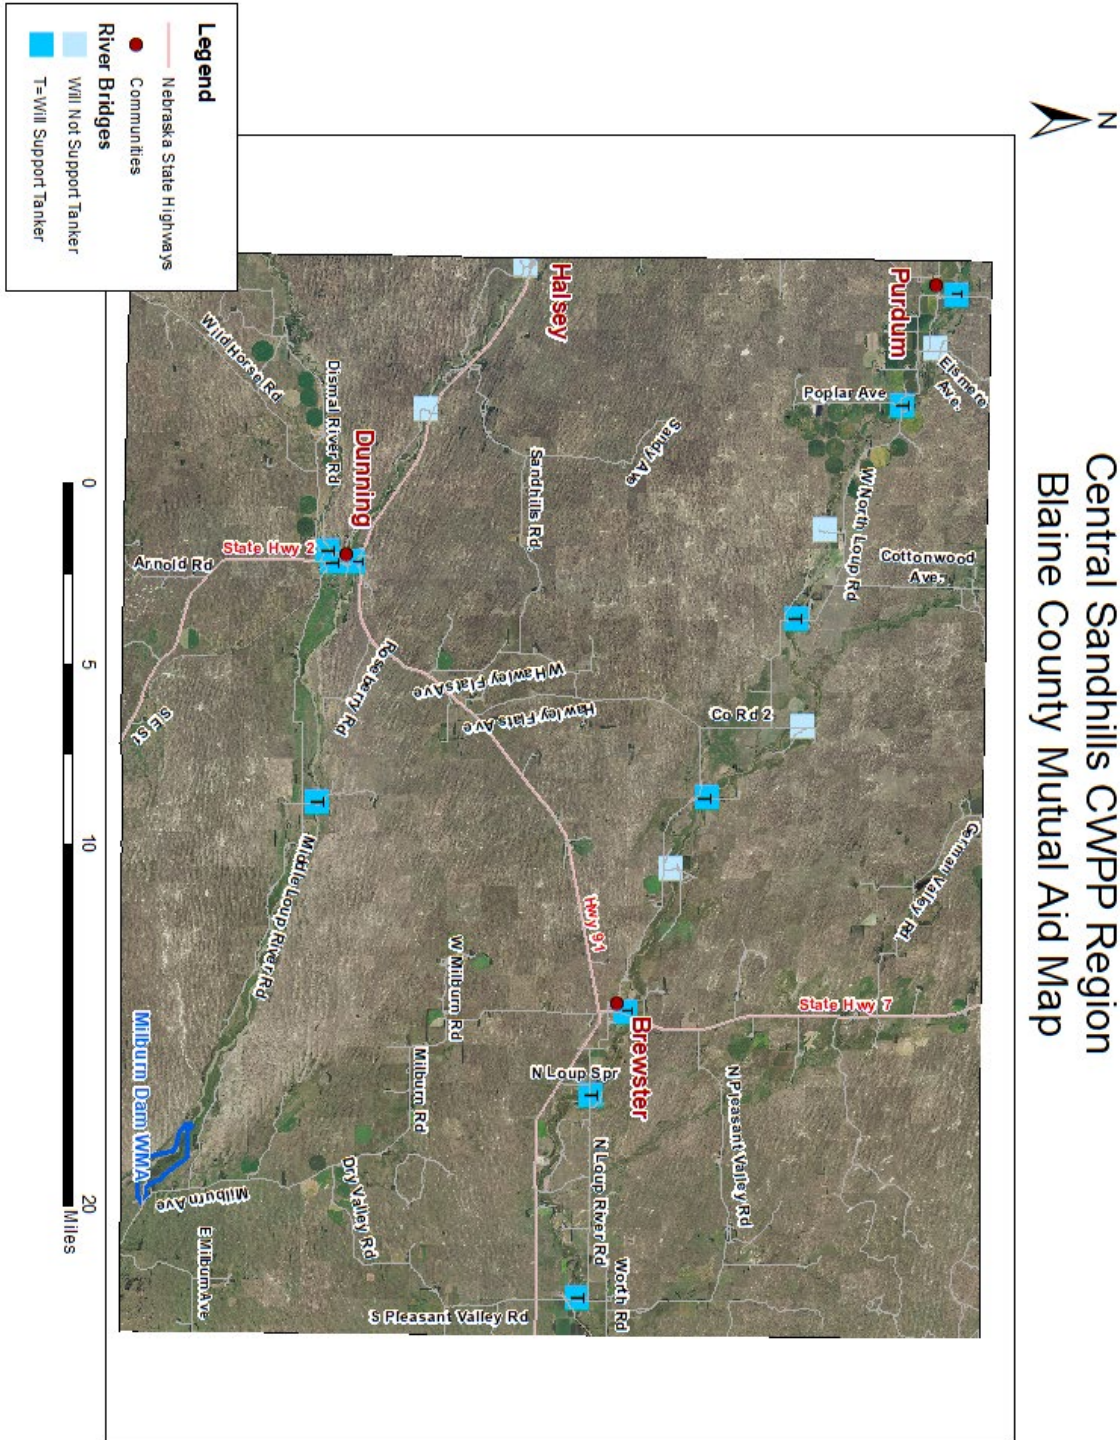 Central Sandhills CWPP Region
Blaine County Mutual Aid Map
N
Purdum
Elsmere
Ave.
Poplar Ave
W North Loup Rd
Cottonwood
Ave.
Co Rd 2
German Valley Rd.
State Hwy 7
N Pleasant Valley Rd
Halsey
Sandy Ave
Sandhills Rd.
W Hawley Flats Ave
Hawley Flats Ave
Hwy 91
Brewster
N Loup Spr
N Loup River Rd
Worth Rd
Dunning
Dismal River Rd
Wild Horse Rd
State Hwy 2
Arnold Rd
Roseberry Rd
S E St
Middle Loup River Rd
W Milburn Rd
Milburn Rd
Dry Valley Rd
S Pleasant Valley Rd
Milburn Dam WMA
Milburn Ave
E Milburn Ave
T
T
T
T
T
T
T
T
T
T
T
Legend
Nebraska State Highways
Communities
River Bridges
Will Not Support Tanker
T=Will Support Tanker
0 5 10 20
Miles